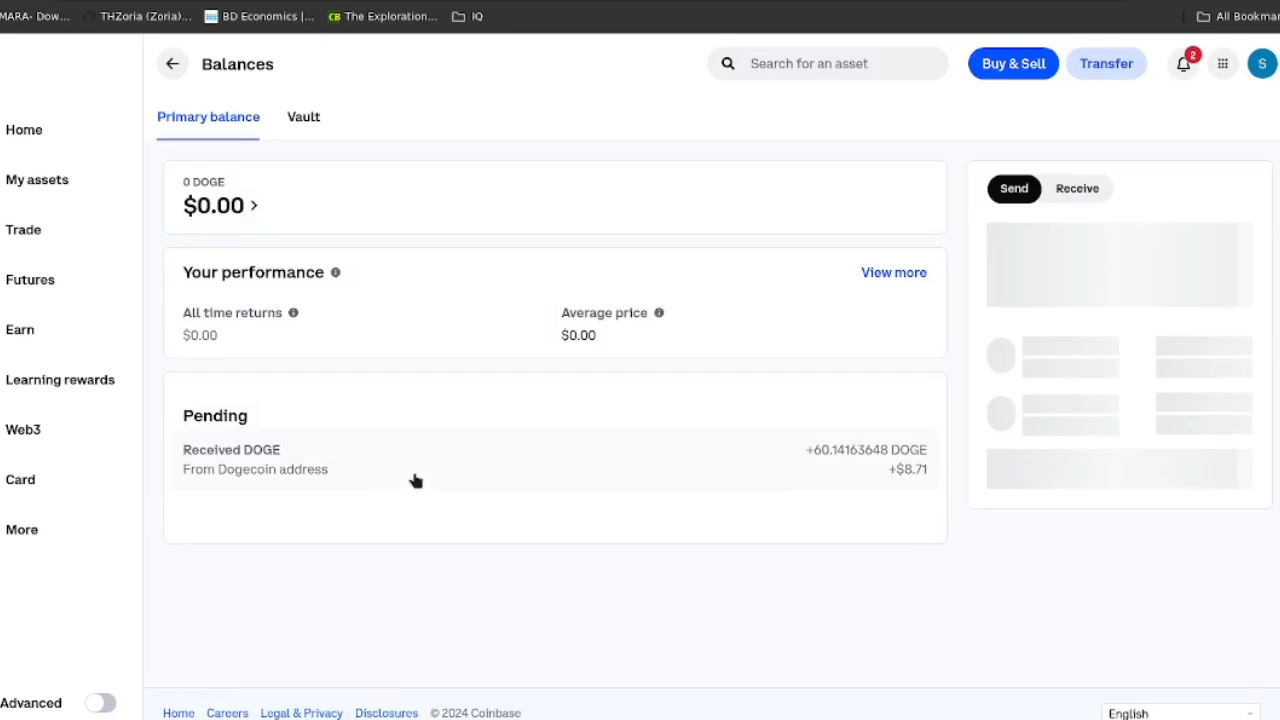 MARA- Dow...
THZoria (Zoria)...
BD Economics |...
CB The Exploration...
IQ
All Bookmar
Balances
Search for an asset
Buy & Sell
Transfer
2
S
Primary balance
Vault
Home
My assets
Trade
Futures
Earn
Learning rewards
Web3
Card
More
Advanced
0 DOGE
$0.00 >
Your performance
View more
All time returns
Average price
$0.00
$0.00
Pending
Received DOGE
+60.14163648 DOGE
From Dogecoin address
+$8.71
Send
Receive
Home
Careers
Legal & Privacy
Disclosures
© 2024 Coinbase
English